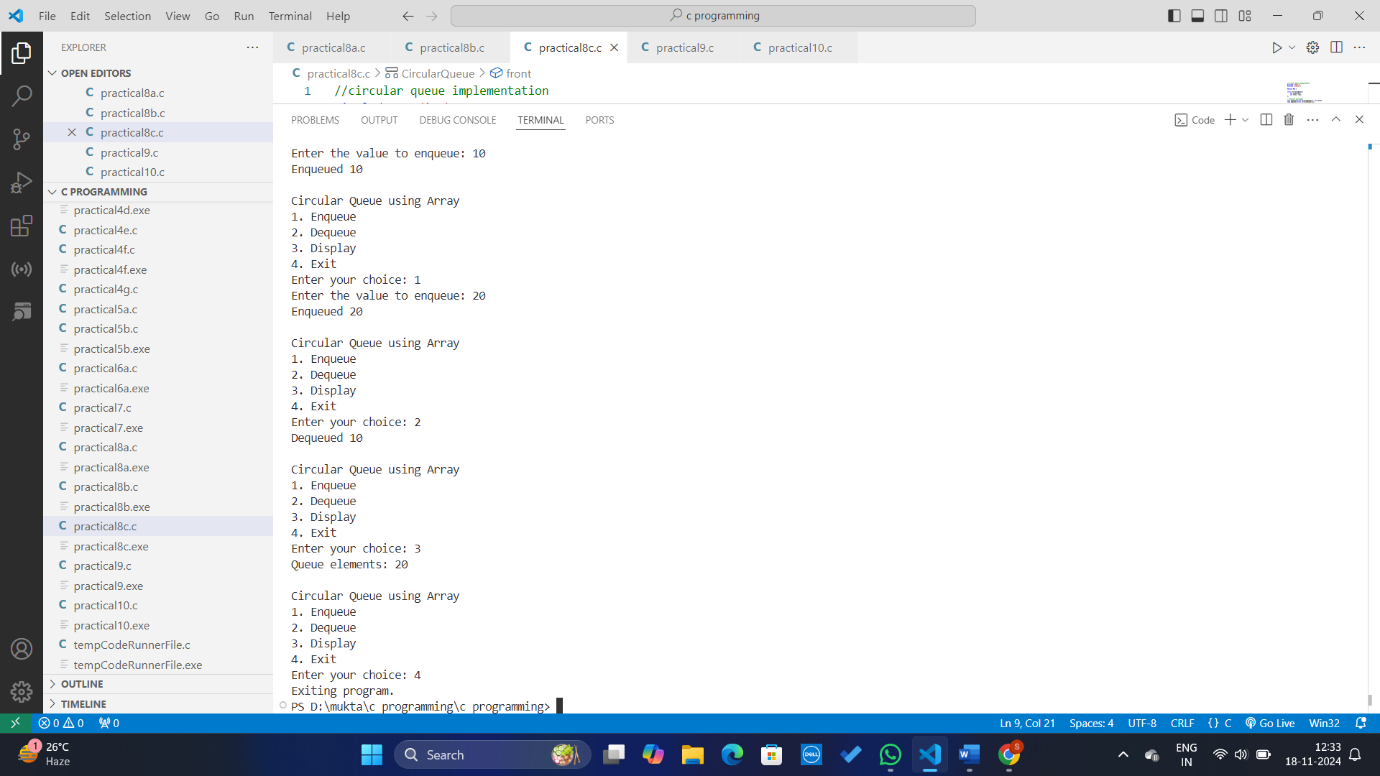 File Edit Selection View Go Run Terminal Help
c programming
EXPLORER
practical8a.c practical8b.c practical8c.c practical9.c practical10.c
OPEN EDITORS
practical8a.c
practical8b.c
practical8c.c
practical9.c
practical10.c
C PROGRAMMING
practical4d.exe
practical4e.c
practical4f.c
practical4f.exe
practical4g.c
practical5a.c
practical5b.c
practical5b.exe
practical6a.c
practical6a.exe
practical7.c
practical7.exe
practical8a.c
practical8a.exe
practical8b.c
practical8b.exe
practical8c.c
practical8c.exe
practical9.c
practical9.exe
practical10.c
practical10.exe
tempCodeRunnerFile.c
tempCodeRunnerFile.exe
OUTLINE
TIMELINE
C practical8c.c > CircularQueue > front
1 //circular queue implementation
PROBLEMS OUTPUT DEBUG CONSOLE TERMINAL PORTS
Code
Enter the value to enqueue: 10
Enqueued 10
Circular Queue using Array
1. Enqueue
2. Dequeue
3. Display
4. Exit
Enter your choice: 1
Enter the value to enqueue: 20
Enqueued 20
Circular Queue using Array
1. Enqueue
2. Dequeue
3. Display
4. Exit
Enter your choice: 2
Dequeued 10
Circular Queue using Array
1. Enqueue
2. Dequeue
3. Display
4. Exit
Enter your choice: 3
Queue elements: 20
Circular Queue using Array
1. Enqueue
2. Dequeue
3. Display
4. Exit
Enter your choice: 4
Exiting program.
PS D:\mukta\c programming\c programming>
0 0 0
Ln 9, Col 21 Spaces: 4 UTF-8 CRLF {} C Go Live Win32
1
26°C
Haze
Search
DELL
ENG
IN
12:33
18-11-2024